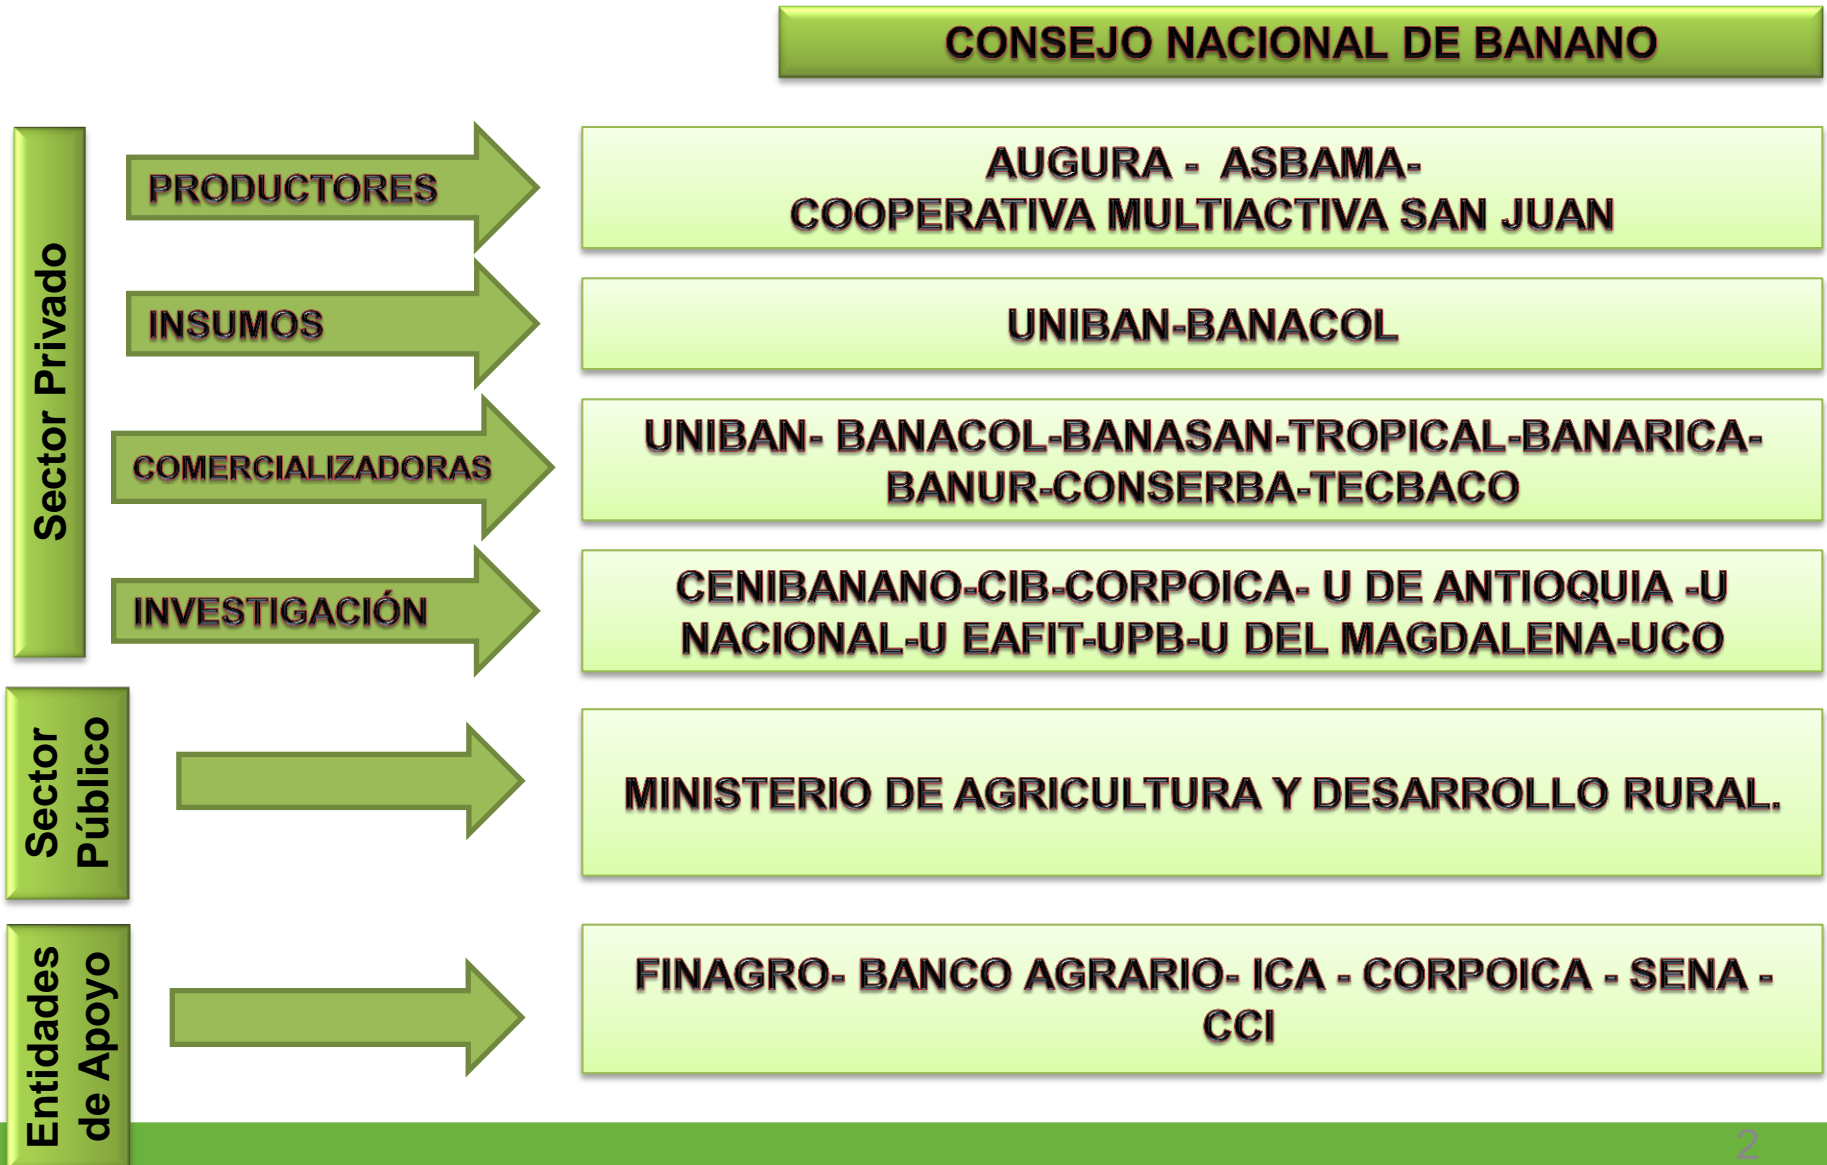 CONSEJO NACIONAL DE BANANO
Sector Privado
PRODUCTORES
AUGURA - ASBAMA-
COOPERATIVA MULTIACTIVA SAN JUAN
INSUMOS
UNIBAN-BANACOL
COMERCIALIZADORAS
UNIBAN- BANACOL-BANASAN-TROPICAL-BANARICA-
BANUR-CONSERBA-TECBACO
INVESTIGACIÓN
CENIBANANO-CIB-CORPOICA- U DE ANTIOQUIA -U
NACIONAL-U EAFIT-UPB-U DEL MAGDALENA-UCO
Sector
Público
MINISTERIO DE AGRICULTURA Y DESARROLLO RURAL.
Entidades
de Apoyo
FINAGRO- BANCO AGRARIO- ICA - CORPOICA - SENA -
CCI
2